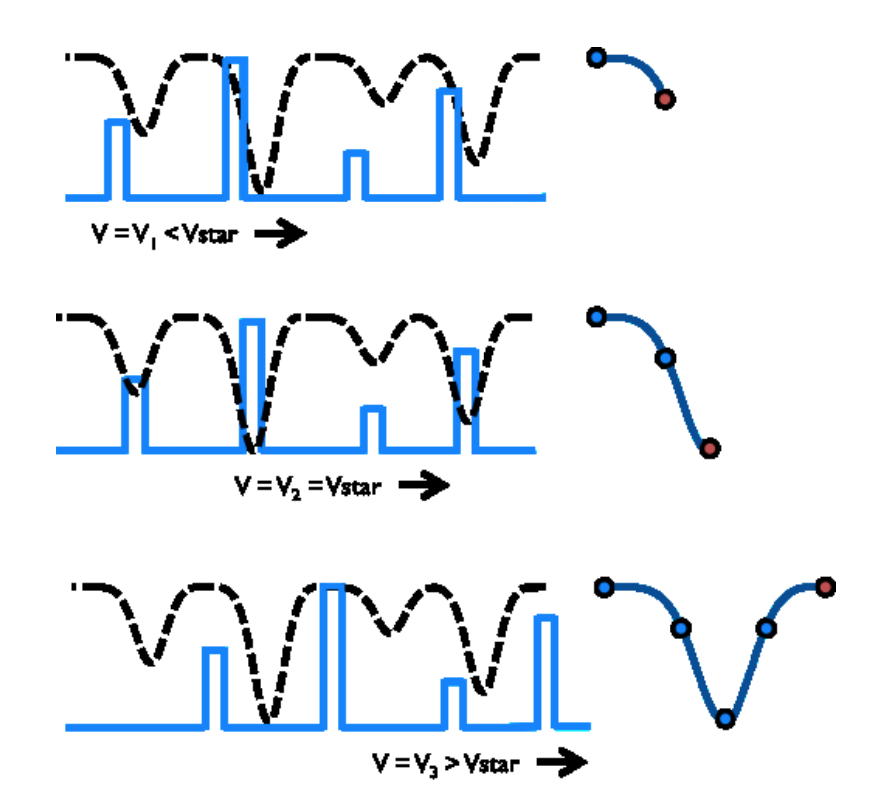 V = V₁ < Vstar
V = V₂ = Vstar
V = V₃ > Vstar